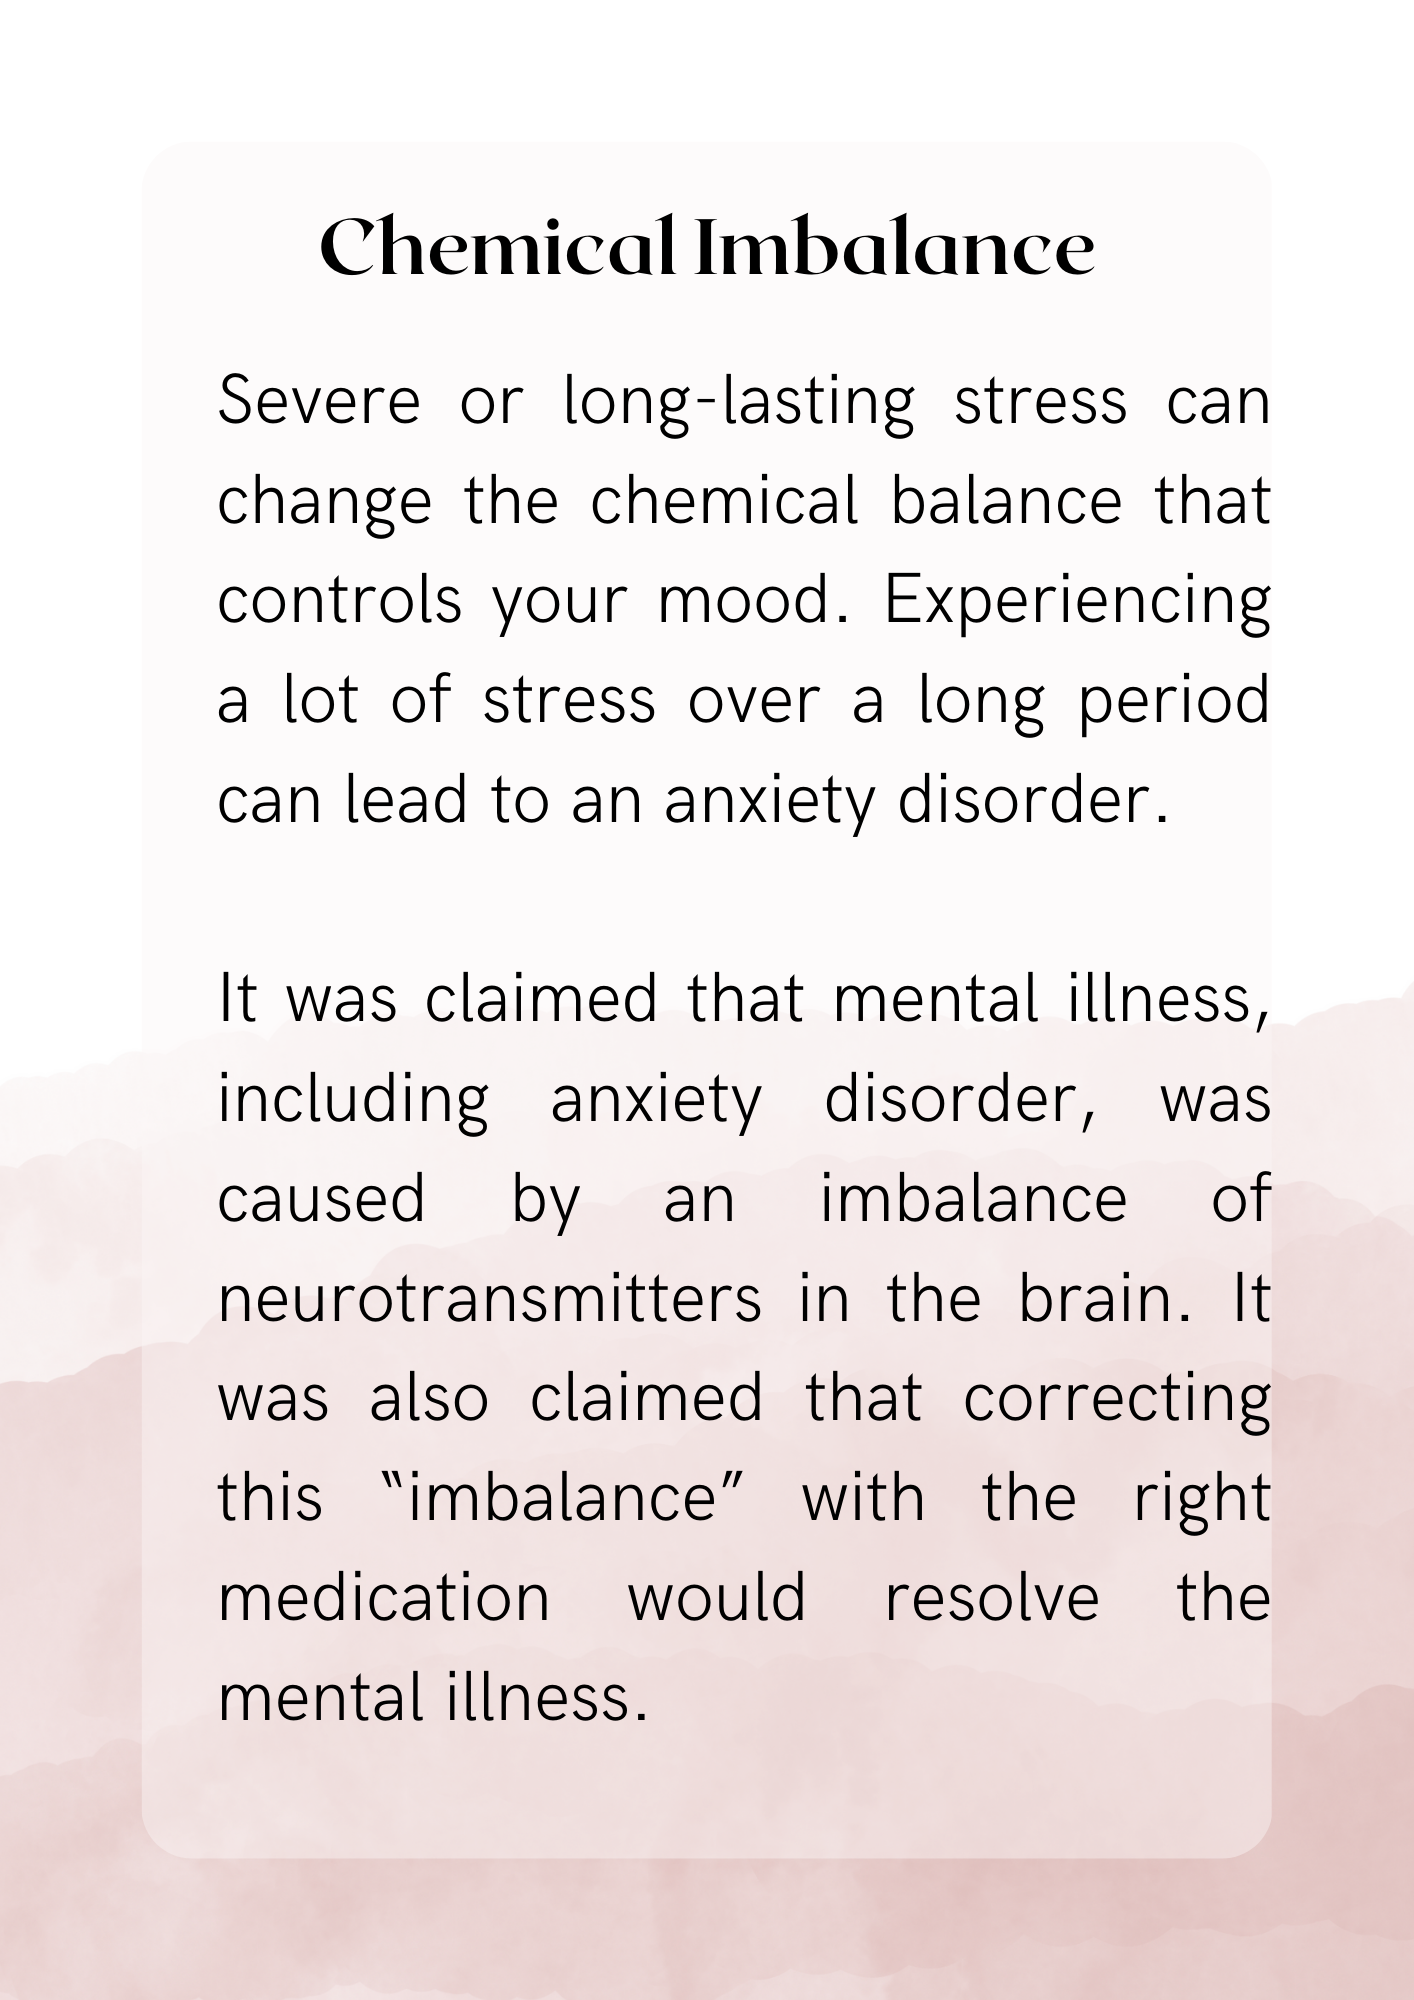 Chemical Imbalance
Severe or long-lasting stress can
change the chemical balance that
controls your mood. Experiencing
a lot of stress over a long period
can lead to an anxiety disorder.
It was claimed that mental illness,
including anxiety disorder, was
caused by an imbalance of
neurotransmitters in the brain. It
was also claimed that correcting
this “imbalance” with the right
medication would resolve the
mental illness.